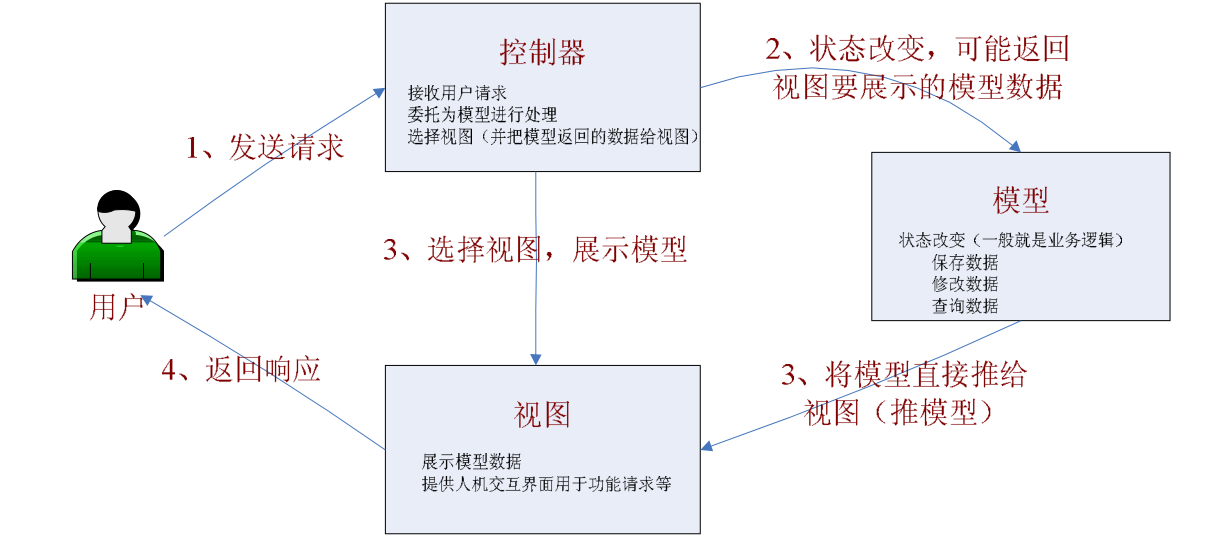 控制器
接收用户请求
委托为模型进行处理
选择视图（并把模型返回的数据给视图）
2、状态改变，可能返回
视图要展示的模型数据
1、发送请求
模型
状态改变（一般就是业务逻辑）
保存数据
修改数据
查询数据
3、选择视图，展示模型
用户
4、返回响应
3、将模型直接推给
视图（推模型）
视图
展示模型数据
提供人机交互界面用于功能请求等